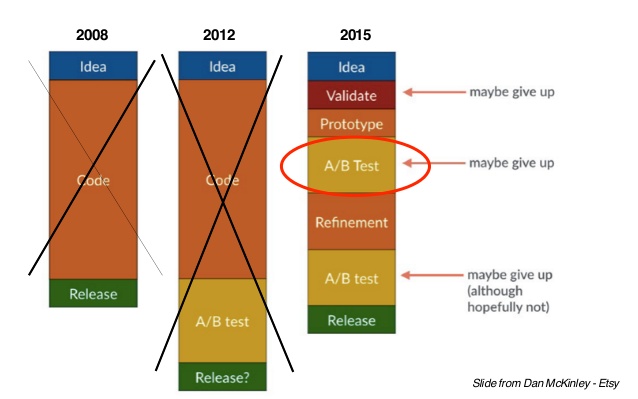 2008
Idea
Code
Release
2012
Idea
Code
A/B test
Release?
2015
Idea
Validate
Prototype
A/B Test
Refinement
A/B test
Release
maybe give up
maybe give up
maybe give up
(although
hopefully not)
Slide from Dan McKinley - Etsy